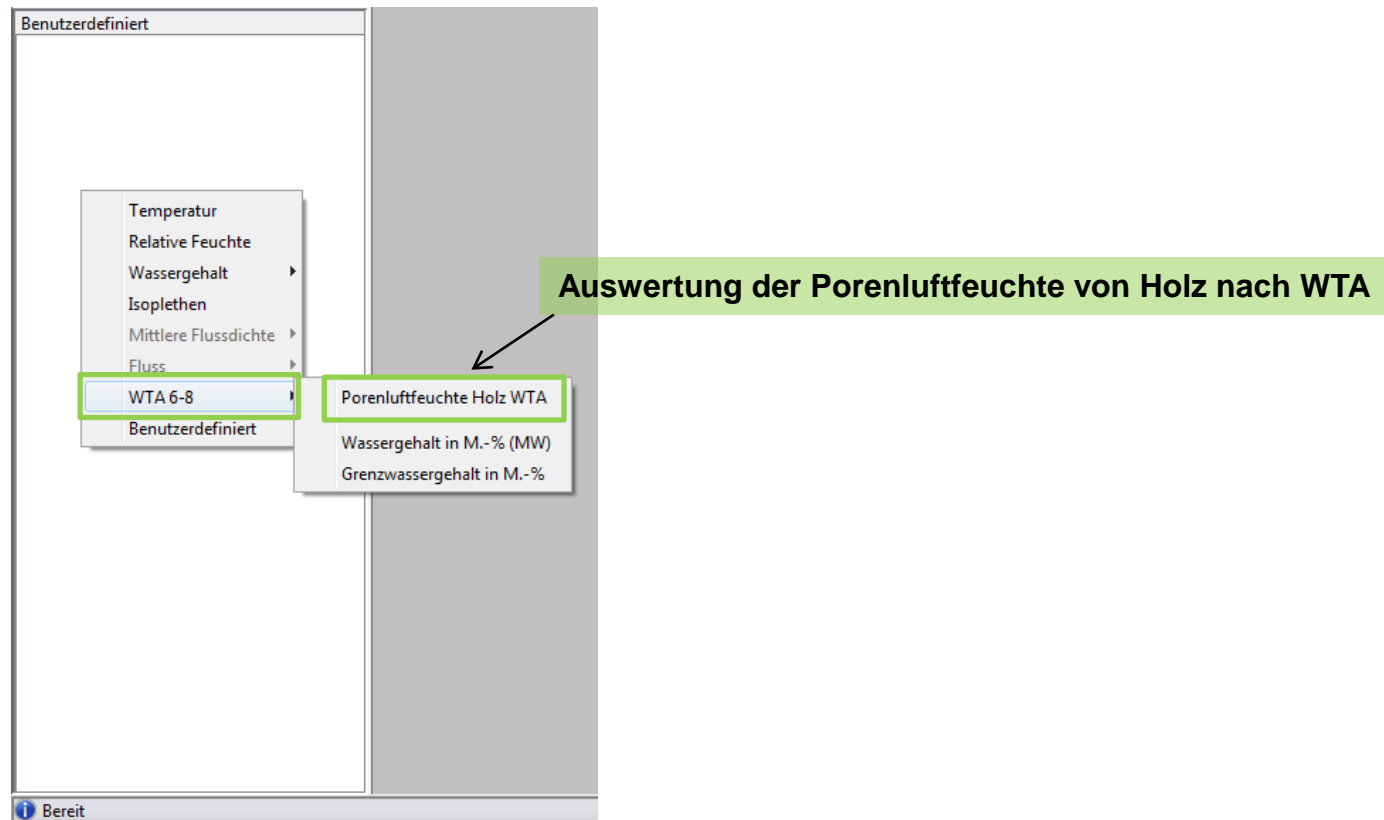 Benutzerdefiniert
Temperatur
Relative Feuchte
Wassergehalt
Isoplethen
Mittlere Flussdichte
Fluss
WTA 6-8
Benutzerdefiniert
Porenluftfeuchte Holz WTA
Wassergehalt in M.-% (MW)
Grenzwassergehalt in M.-%
Auswertung der Porenluftfeuchte von Holz nach WTA
Bereit